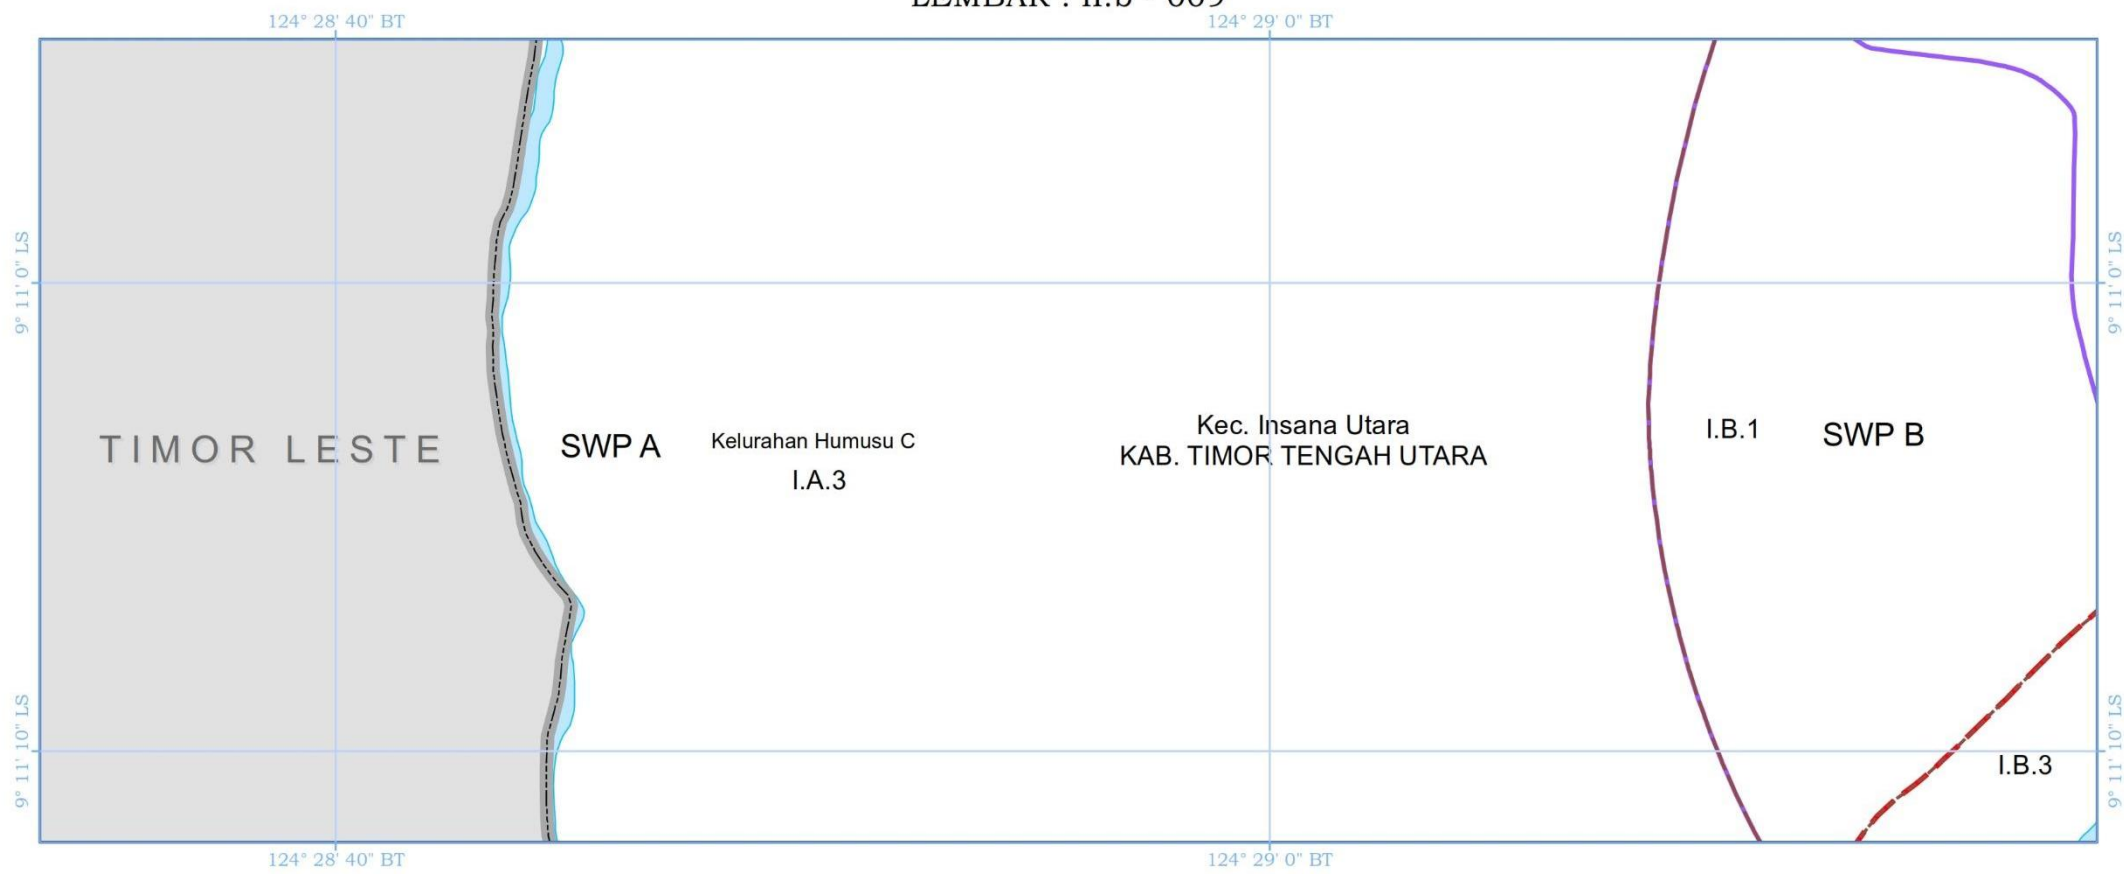 124° 28' 40" BT
124° 29' 0" BT
9° 11' 0" LS
9° 11' 0" LS
TIMOR LESTE
SWP A
Kelurahan Humusu C
I.A.3
Kec. Insana Utara
KAB. TIMOR TENGAH UTARA
I.B.1
SWP B
9° 11' 10" LS
9° 11' 10" LS
I.B.3
124° 28' 40" BT
124° 29' 0" BT